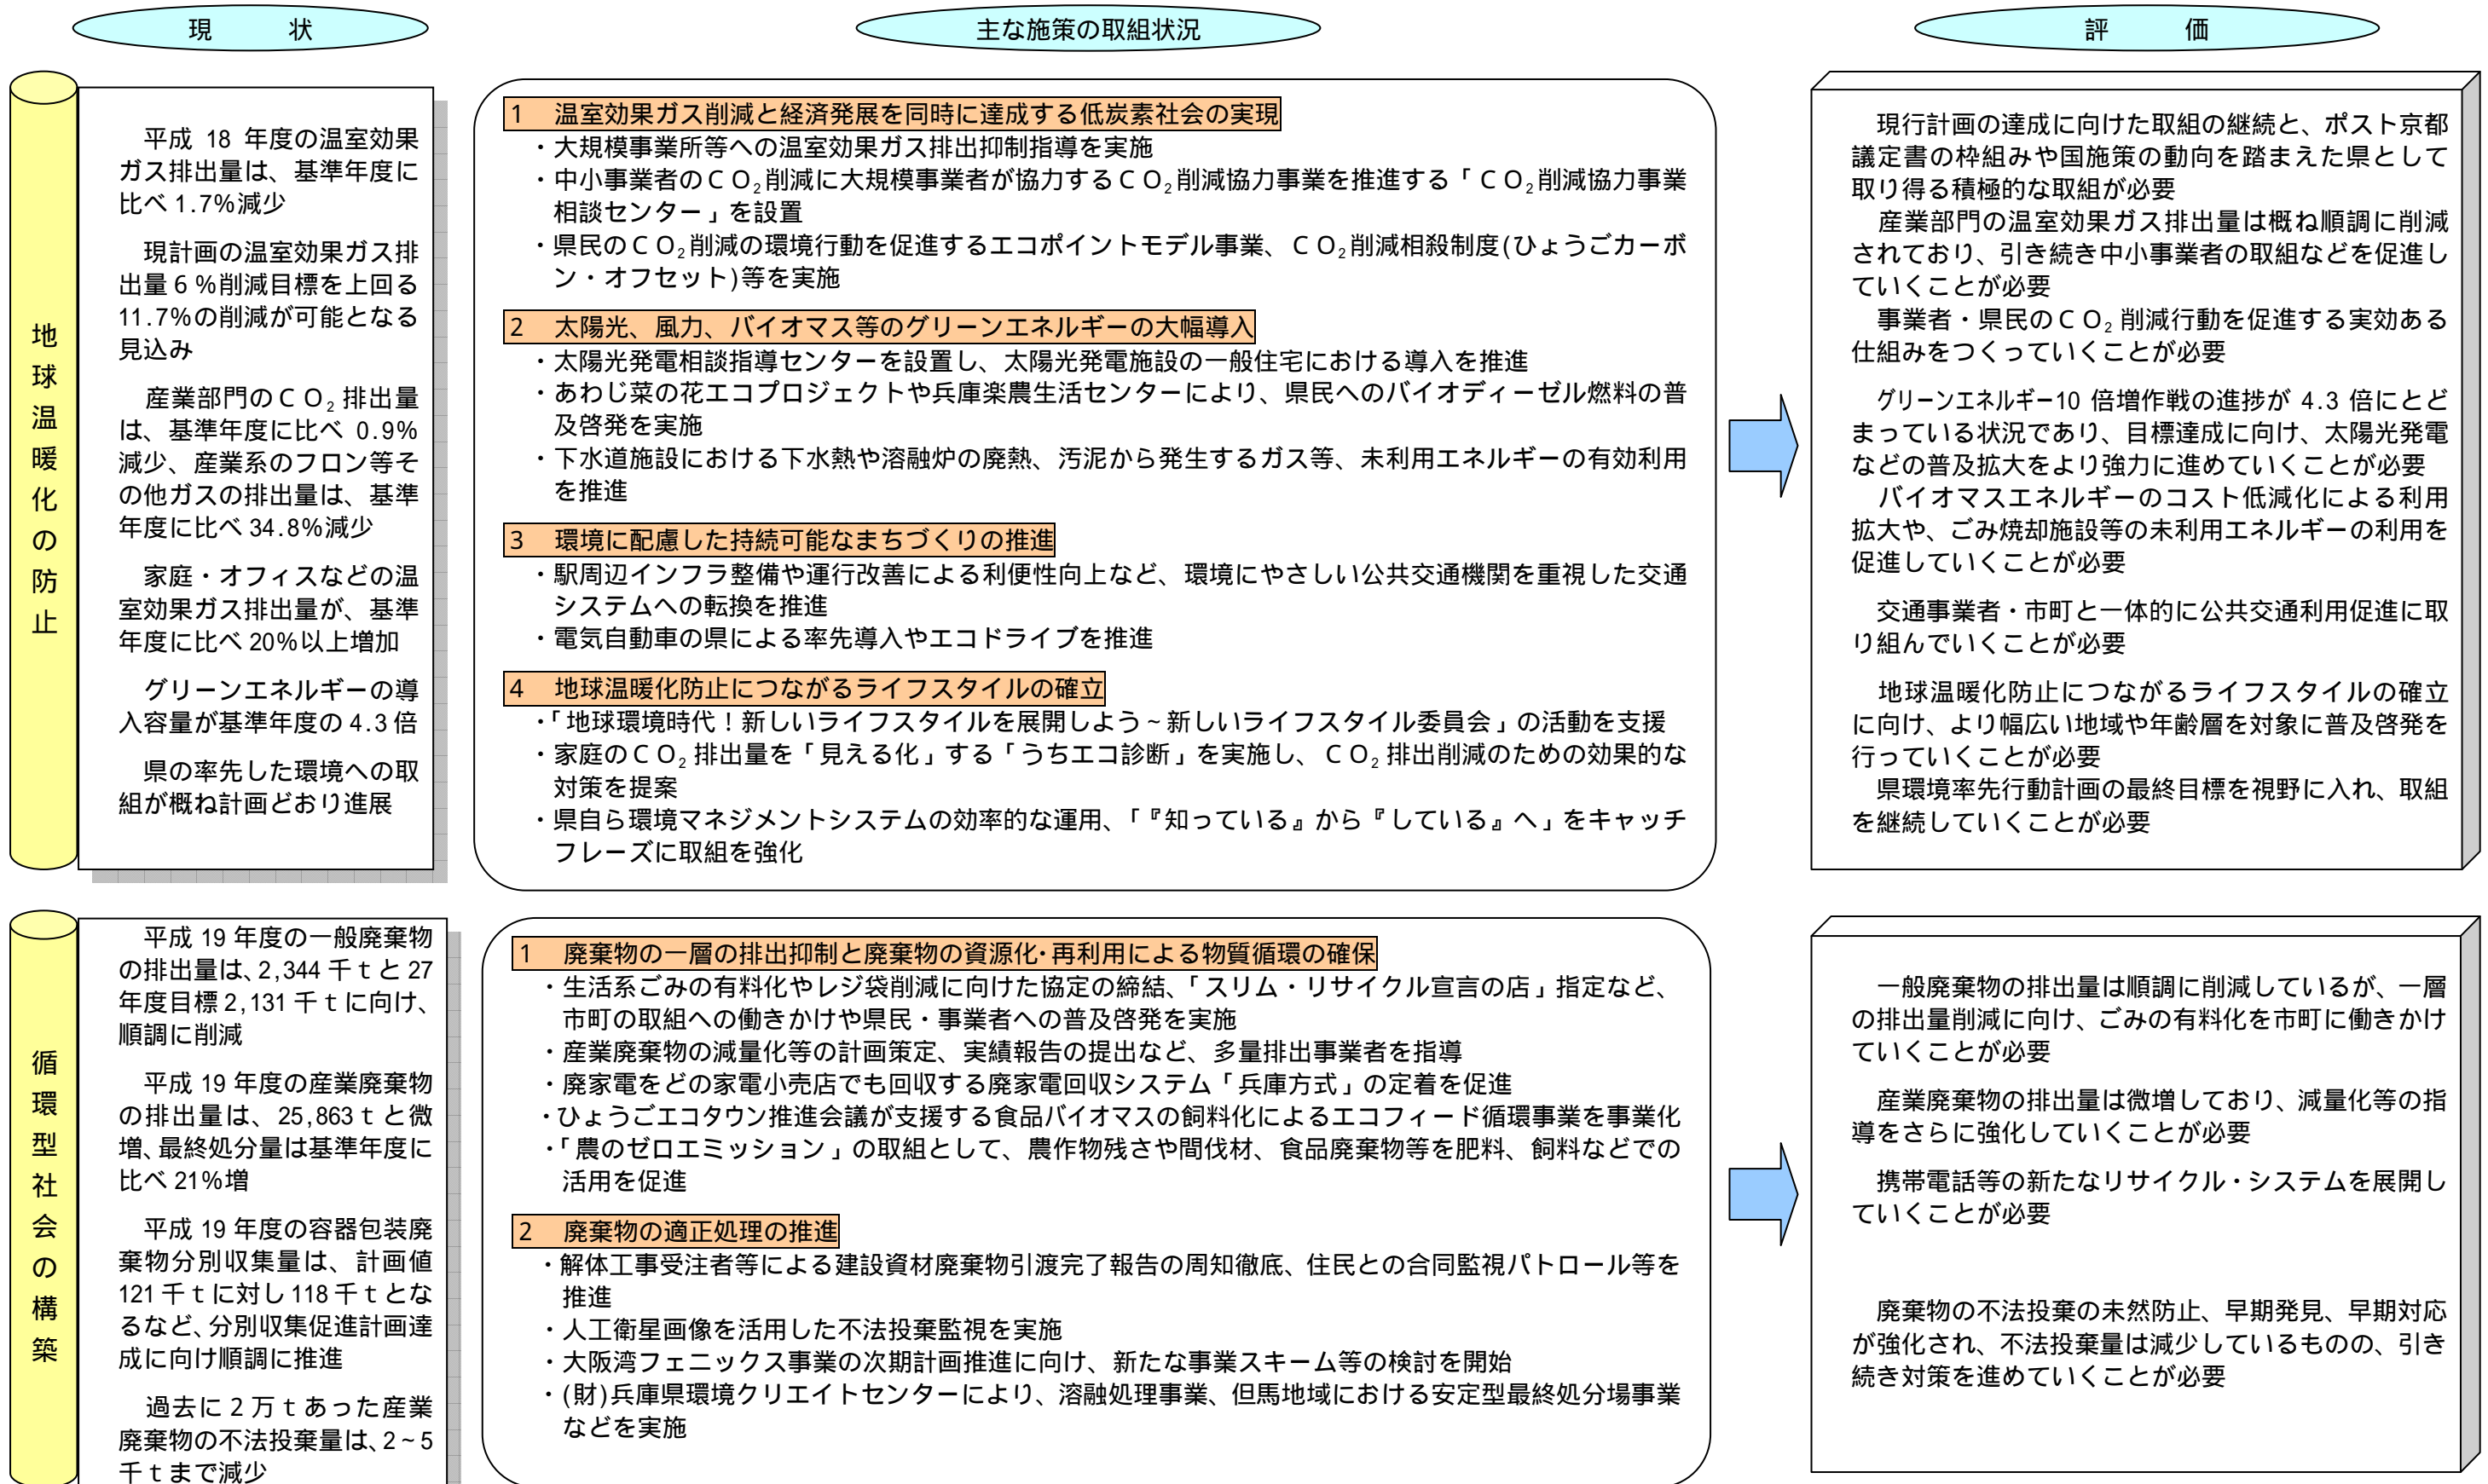 現　状
主な施策の取組状況
評　価
地球温暖化の防止
平成 18 年度の温室効果
ガス排出量は、基準年度に
比べ 1.7%減少
現計画の温室効果ガス排
出量６%削減目標を上回る
11.7%の削減が可能となる
見込み
産業部門のＣＯ₂排出量
は、基準年度に比べ 0.9%
減少、産業系のフロン等そ
の他ガスの排出量は、基準
年度に比べ 34.8%減少
家庭・オフィスなどの温
室効果ガス排出量が、基準
年度に比べ 20%以上増加
グリーンエネルギーの導
入容量が基準年度の 4.3 倍
県の率先した環境への取
組が概ね計画どおり進展
1　温室効果ガス削減と経済発展を同時に達成する低炭素社会の実現
・大規模事業所等への温室効果ガス排出抑制指導を実施
・中小事業者のＣＯ₂削減に大規模事業者が協力するＣＯ₂削減協力事業を推進する「ＣＯ₂削減協力事業
相談センター」を設置
・県民のＣＯ₂削減の環境行動を促進するエコポイントモデル事業、ＣＯ₂削減相殺制度(ひょうごカーボ
ン・オフセット)等を実施
2　太陽光、風力、バイオマス等のグリーンエネルギーの大幅導入
・太陽光発電相談指導センターを設置し、太陽光発電施設の一般住宅における導入を推進
・あわじ菜の花エコプロジェクトや兵庫楽農生活センターにより、県民へのバイオディーゼル燃料の普
及啓発を実施
・下水道施設における下水熱や溶融炉の廃熱、汚泥から発生するガス等、未利用エネルギーの有効利用
を推進
3　環境に配慮した持続可能なまちづくりの推進
・駅周辺インフラ整備や運行改善による利便性向上など、環境にやさしい公共交通機関を重視した交通
システムへの転換を推進
・電気自動車の県による率先導入やエコドライブを推進
4　地球温暖化防止につながるライフスタイルの確立
・「地球環境時代！新しいライフスタイルを展開しよう～新しいライフスタイル委員会」の活動を支援
・家庭のＣＯ₂排出量を「見える化」する「うちエコ診断」を実施し、ＣＯ₂排出削減のための効果的な
対策を提案
・県自ら環境マネジメントシステムの効率的な運用、「『知っている』から『している』へ」をキャッチ
フレーズに取組を強化
現行計画の達成に向けた取組の継続と、ポスト京都
議定書の枠組みや国施策の動向を踏まえた県として
取り得る積極的な取組が必要
産業部門の温室効果ガス排出量は概ね順調に削減
されており、引き続き中小事業者の取組などを促進し
ていくことが必要
事業者・県民のＣＯ₂削減行動を促進する実効ある
仕組みをつくっていくことが必要
グリーンエネルギー10 倍増作戦の進捗が 4.3 倍にとど
まっている状況であり、目標達成に向け、太陽光発電
などの普及拡大をより強力に進めていくことが必要
バイオマスエネルギーのコスト低減化による利用
拡大や、ごみ焼却施設等の未利用エネルギーの利用を
促進していくことが必要
交通事業者・市町と一体的に公共交通利用促進に取
り組んでいくことが必要
地球温暖化防止につながるライフスタイルの確立
に向け、より幅広い地域や年齢層を対象に普及啓発を
行っていくことが必要
県環境率先行動計画の最終目標を視野に入れ、取組
を継続していくことが必要
循環型社会の構築
平成 19 年度の一般廃棄物
の排出量は、2,344 千ｔと 27
年度目標 2,131 千ｔに向け、
順調に削減
平成 19 年度の産業廃棄物
の排出量は、25,863ｔと微
増、最終処分量は基準年度に
比べ 21%増
平成 19 年度の容器包装廃
棄物分別収集量は、計画値
121 千ｔに対し 118 千ｔとな
るなど、分別収集促進計画達
成に向け順調に推進
過去に２万ｔあった産業
廃棄物の不法投棄量は、2～5
千ｔまで減少
1　廃棄物の一層の排出抑制と廃棄物の資源化・再利用による物質循環の確保
・生活系ごみの有料化やレジ袋削減に向けた協定の締結、「スリム・リサイクル宣言の店」指定など、
市町の取組への働きかけや県民・事業者への普及啓発を実施
・産業廃棄物の減量化等の計画策定、実績報告の提出など、多量排出事業者を指導
・廃家電をどの家電小売店でも回収する廃家電回収システム「兵庫方式」の定着を促進
・ひょうごエコタウン推進会議が支援する食品バイオマスの飼料化によるエコフィード循環事業を事業化
・「農のゼロエミッション」の取組として、農作物残さや間伐材、食品廃棄物等を肥料、飼料などでの
活用を促進
2　廃棄物の適正処理の推進
・解体工事受注者等による建設資材廃棄物引渡完了報告の周知徹底、住民との合同監視パトロール等を
推進
・人工衛星画像を活用した不法投棄監視を実施
・大阪湾フェニックス事業の次期計画推進に向け、新たな事業スキーム等の検討を開始
・(財)兵庫県環境クリエイトセンターにより、溶融処理事業、但馬地域における安定型最終処分場事業
などを実施
一般廃棄物の排出量は順調に削減しているが、一層
の排出量削減に向け、ごみの有料化を市町に働きかけ
ていくことが必要
産業廃棄物の排出量は微増しており、減量化等の指
導をさらに強化していくことが必要
携帯電話等の新たなリサイクル・システムを展開し
ていくことが必要
廃棄物の不法投棄の未然防止、早期発見、早期対応
が強化され、不法投棄量は減少しているものの、引き
続き対策を進めていくことが必要